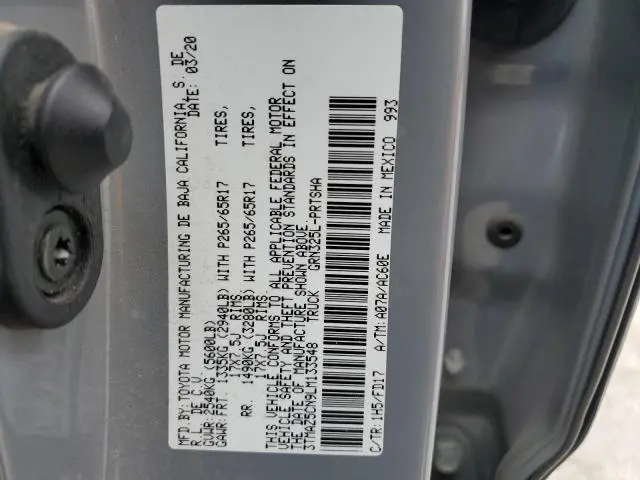 MFD. BY: TOYOTA MOTOR MANUFACTURING DE BAJA CALIFORNIA, S. DE
R. L. DE C.V. DATE: 03/20
GVWR: 2540KG (5600LB)
GAWR: FRT. 1335KG (2940LB) WITH P265/65R17 TIRES,
17X7.5J RIMS,
RR. 1490KG (3280LB) WITH P265/65R17 TIRES,
17X7.5J RIMS.
THIS VEHICLE CONFORMS TO ALL APPLICABLE FEDERAL MOTOR
VEHICLE SAFETY AND THEFT PREVENTION STANDARDS IN EFFECT ON
THE DATE OF MANUFACTURE SHOWN ABOVE.
3TMAZ5CN9LM133548 TRUCK GRN325L-PRTSHA
C/TR: 1H5/FD17 A/TM: A07A/AC60E MADE IN MEXICO 993